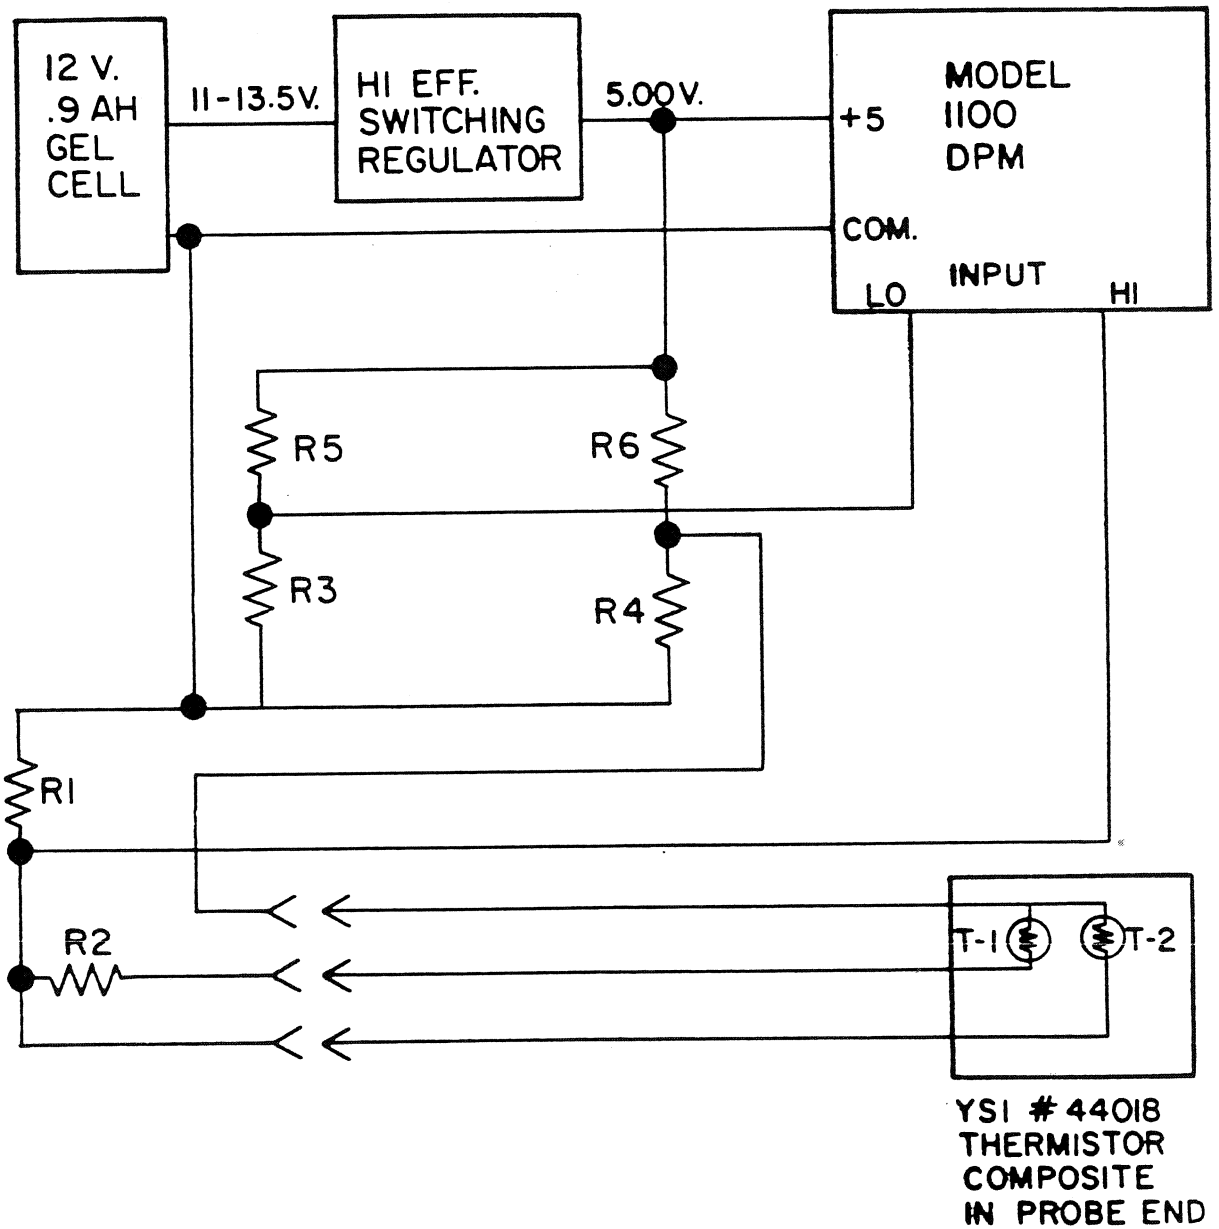 12 V.
.9 AH
GEL
CELL
11-13.5V.
HI EFF.
SWITCHING
REGULATOR
5.00V.
+5
MODEL
1100
DPM
COM.
INPUT
LO
HI
R5
R6
R3
R4
R1
R2
T-1
T-2
YSI # 44018
THERMISTOR
COMPOSITE
IN PROBE END